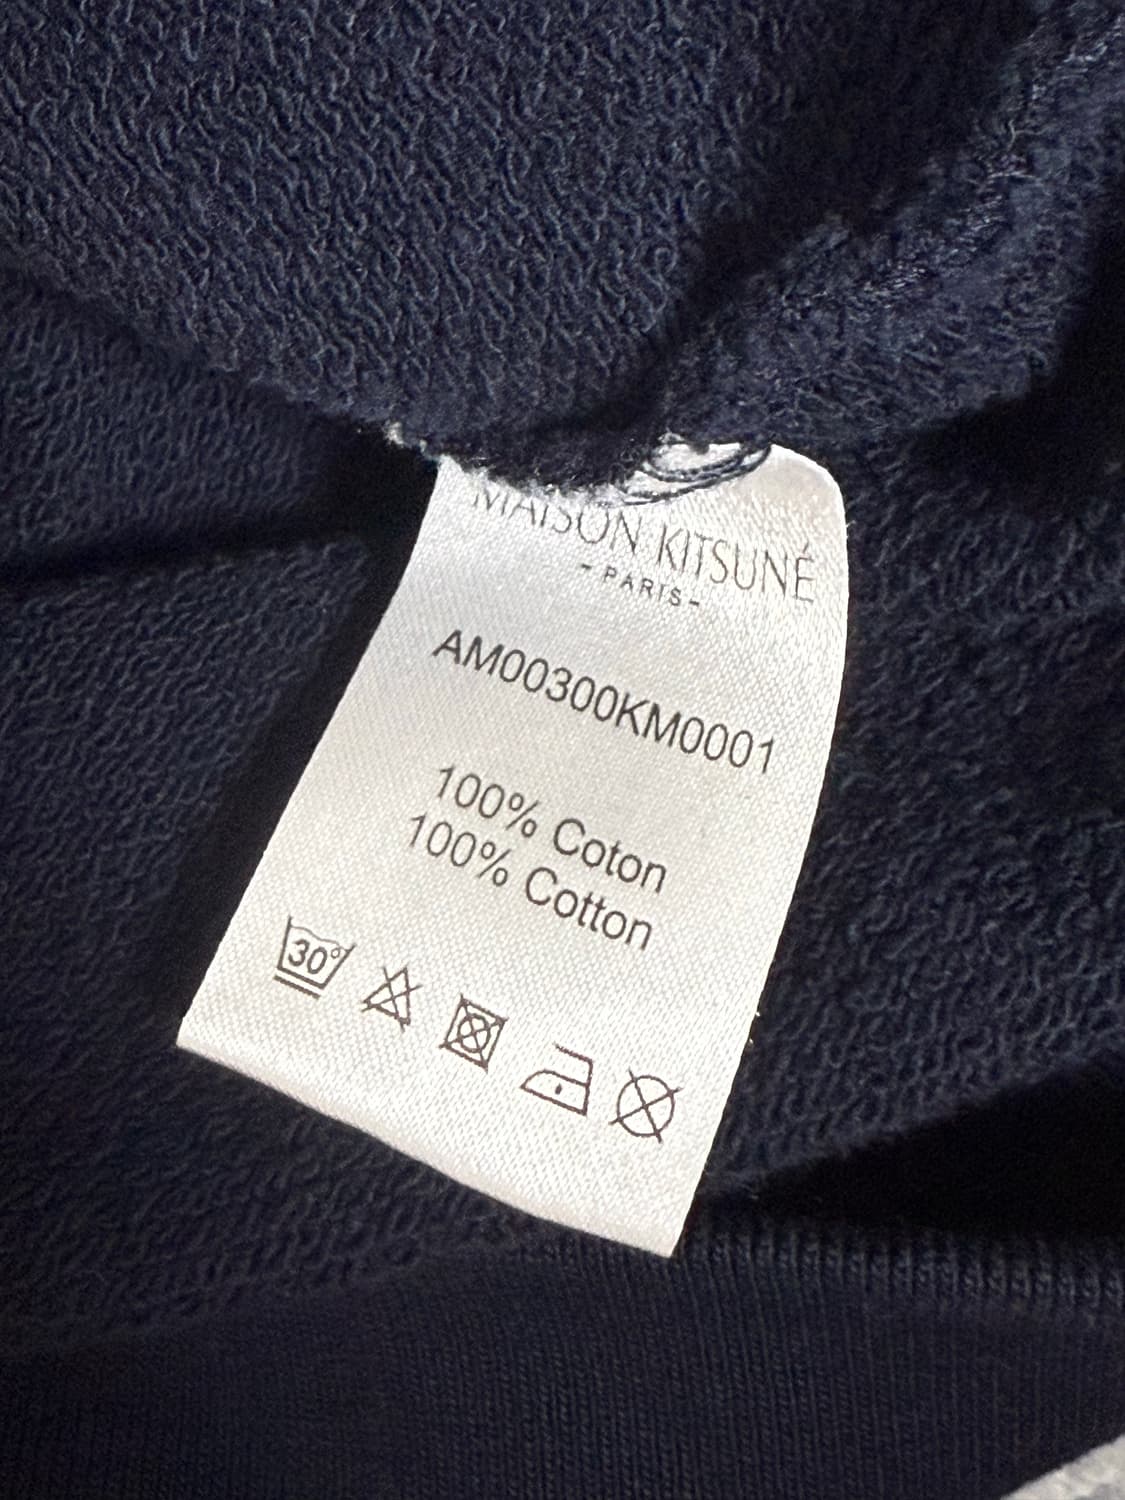 MAISON KITSUNÉ
- PARIS -
AM00300KM0001
100% Coton
100% Cotton
30°